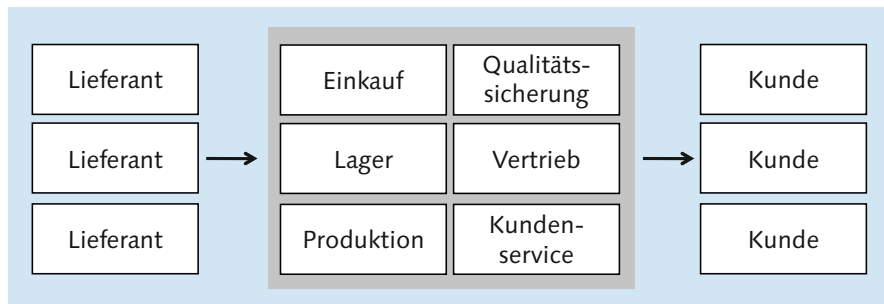 Lieferant
Einkauf
Qualitäts-
sicherung
Kunde
Lieferant
Lager
Vertrieb
Kunde
Lieferant
Produktion
Kunden-
service
Kunde